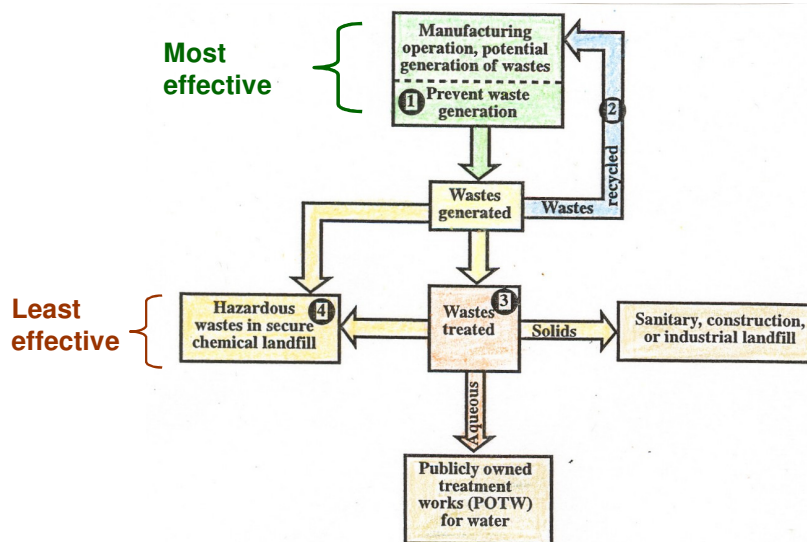 Most
effective
Manufacturing
operation, potential
generation of wastes
1
Prevent waste
generation
2
recycled
Wastes
generated
Wastes
Least
effective
Hazardous
wastes in secure
chemical landfill
4
Wastes
treated
3
Solids
Sanitary, construction,
or industrial landfill
Aqueous
Publicly owned
treatment
works (POTW)
for water